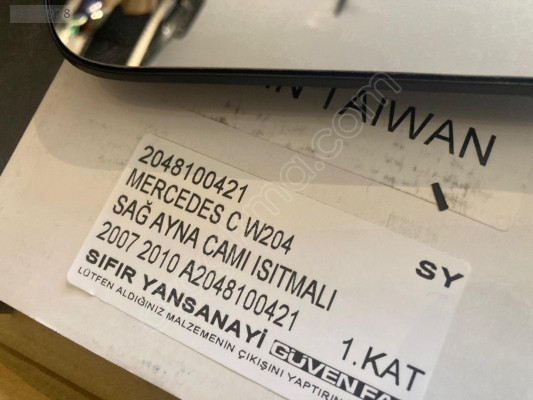 IN TAIWAN
2048100421
MERCEDES C W204
SAĞ AYNA CAMI ISITMALI
2007 2010 A2048100421
SY
SIFIR YANSANAYİ GÜVEN
1.KAT
LÜTFEN ALDIĞINIZ MALZEMENİN ÇIKIŞINI